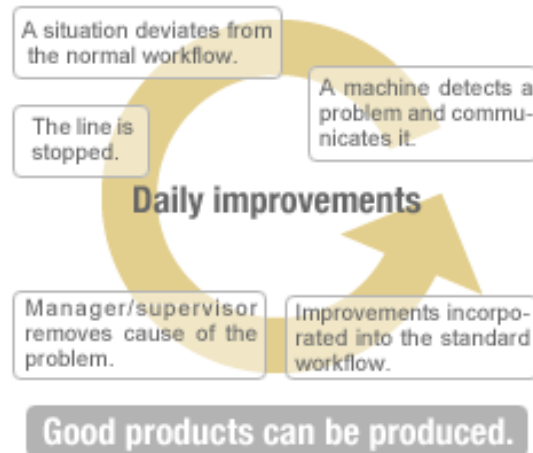 A situation deviates from
the normal workflow.
A machine detects a
problem and commu-
nicates it.
The line is
stopped.
Daily improvements
Manager/supervisor
removes cause of the
problem.
Improvements incorpo-
rated into the standard
workflow.
Good products can be produced.